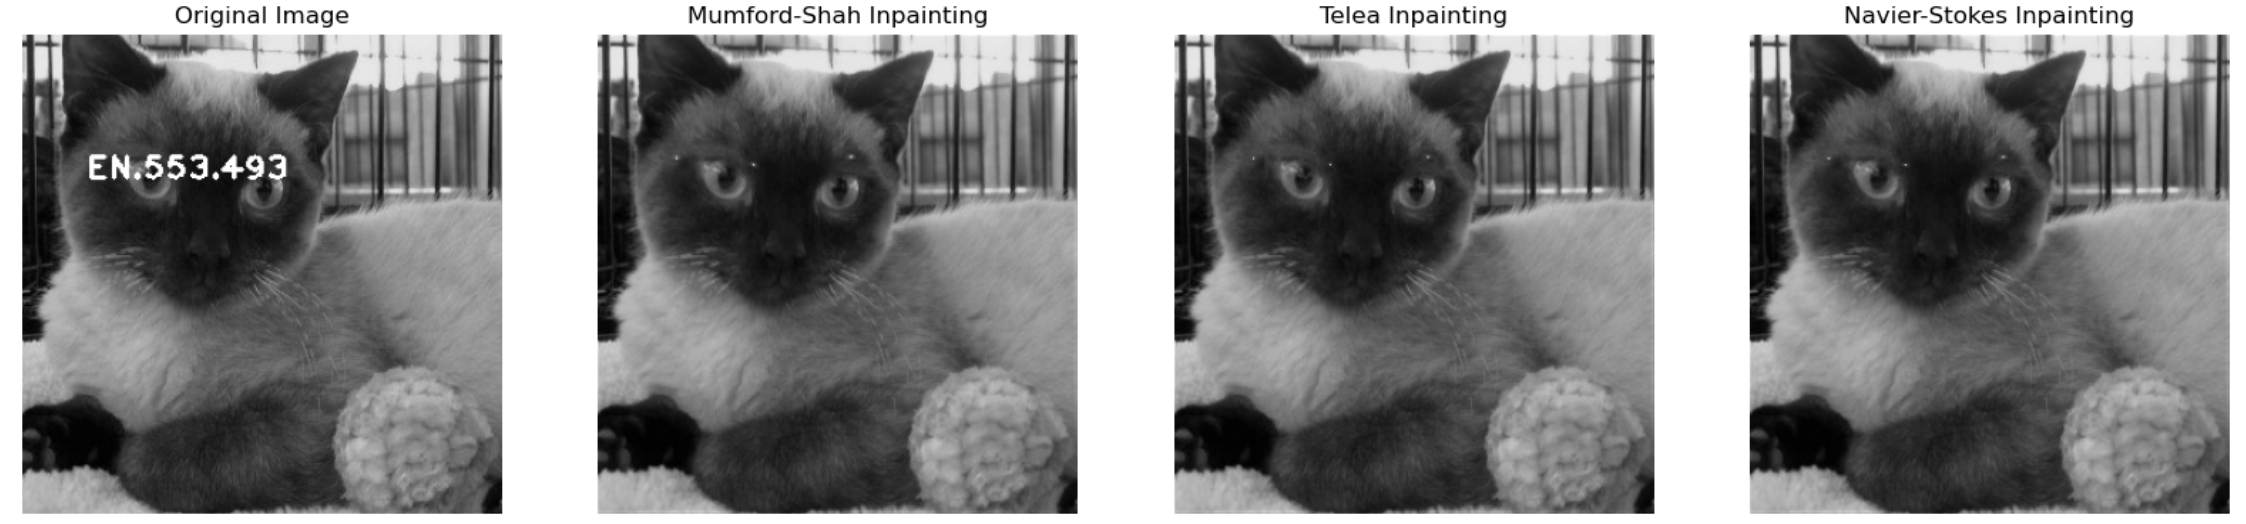 Original Image
Mumford-Shah Inpainting
Telea Inpainting
Navier-Stokes Inpainting
EN.553.493